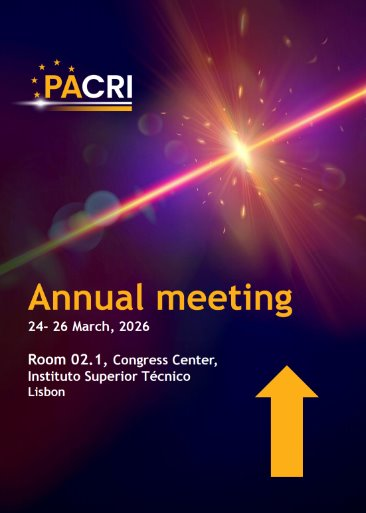 PACRI
Annual meeting
24- 26 March, 2026
Room 02.1, Congress Center,
Instituto Superior Técnico
Lisbon